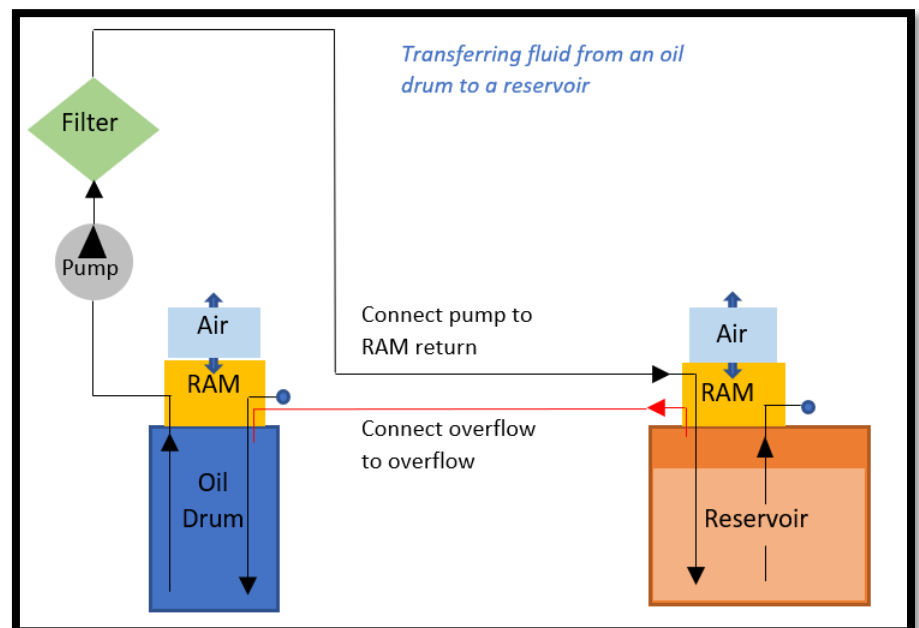 Transferring fluid from an oil
drum to a reservoir
Filter
Pump
Air
RAM
Oil
Drum
Connect pump to
RAM return
Connect overflow
to overflow
Air
RAM
Reservoir